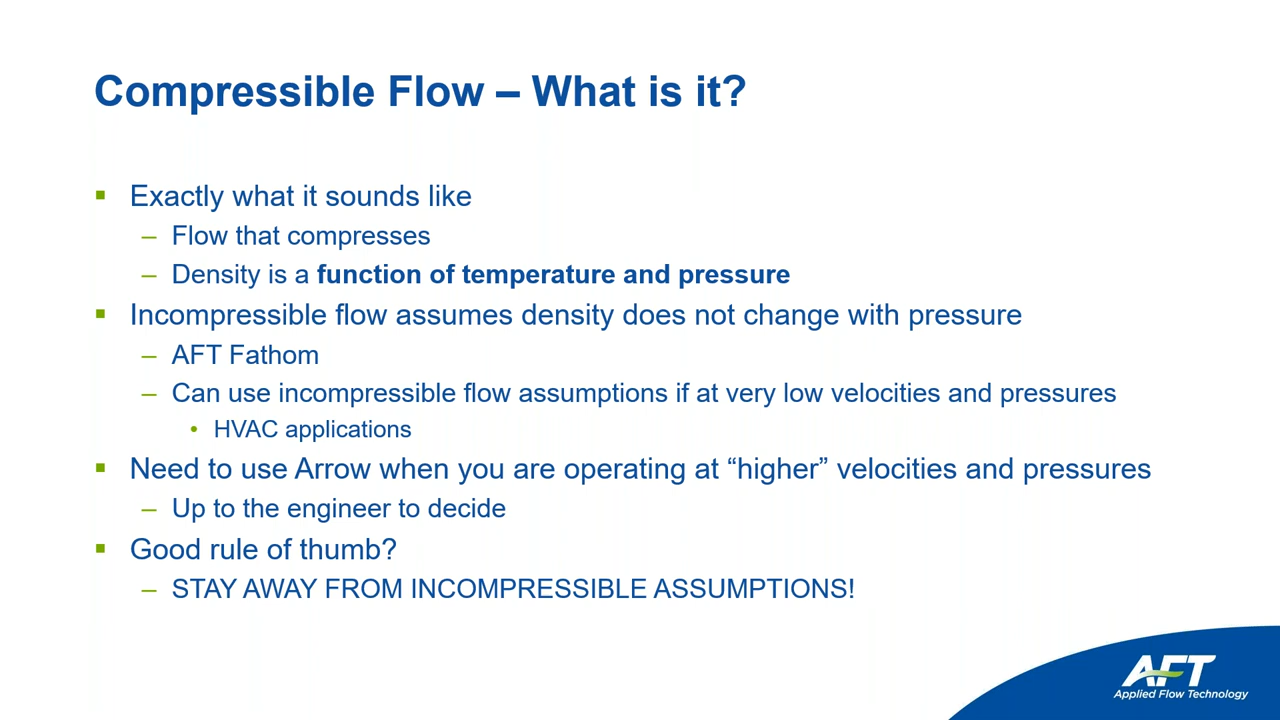 Compressible Flow – What is it?
▪ Exactly what it sounds like
– Flow that compresses
– Density is a function of temperature and pressure
▪ Incompressible flow assumes density does not change with pressure
– AFT Fathom
– Can use incompressible flow assumptions if at very low velocities and pressures
• HVAC applications
▪ Need to use Arrow when you are operating at “higher” velocities and pressures
– Up to the engineer to decide
▪ Good rule of thumb?
– STAY AWAY FROM INCOMPRESSIBLE ASSUMPTIONS!
AFT
Applied Flow Technology